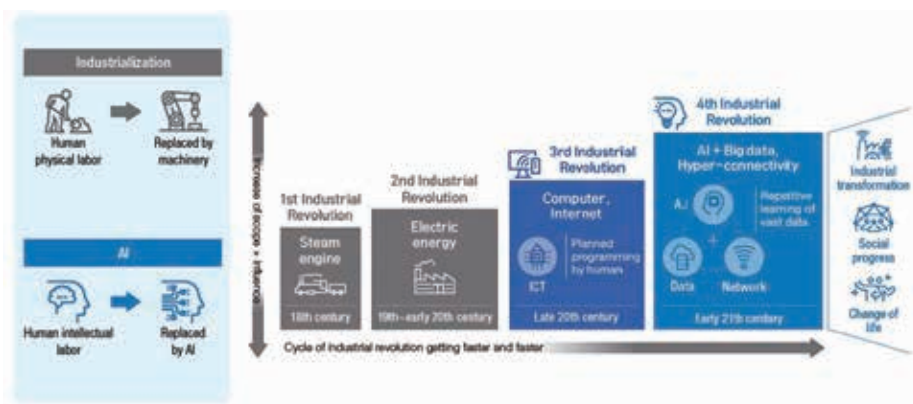 Industrialization
Human
physical labor
Replaced by
machinery
AI
Human intellectual
labor
Replaced
by AI
Increase of scope + influence
1st Industrial
Revolution
Steam
engine
18th century
2nd Industrial
Revolution
Electric
energy
19th-early 20th century
3rd Industrial
Revolution
Computer,
Internet
ICT
Planned
programming
by human
Late 20th century
4th Industrial
Revolution
AI + Big data,
Hyper-connectivity
AI
+
Repetitive
learning of
vast data
Data
Network
Early 21th century
Industrial
transformation
Social
progress
Change of
life
Cycle of industrial revolution getting faster and faster